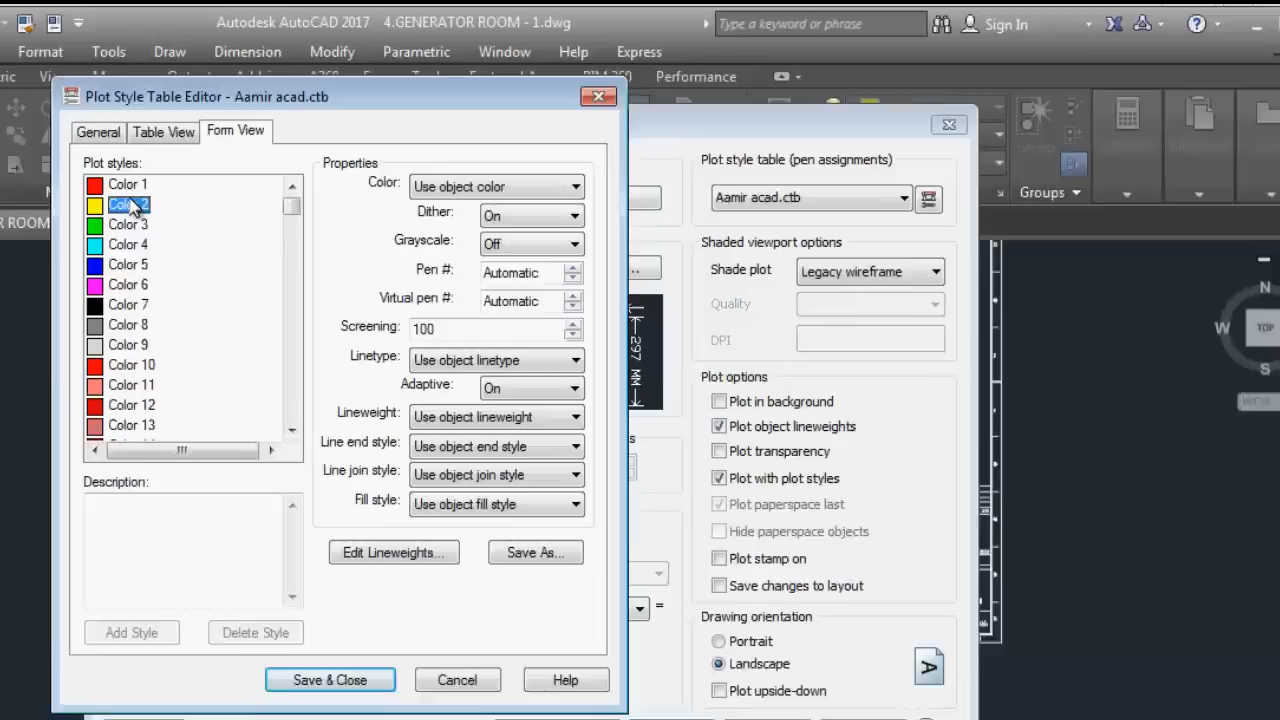 Autodesk AutoCAD 2017 4.GENERATOR ROOM - 1.dwg
Type a keyword or phrase
Sign In
Format Tools Draw Dimension Modify Parametric Window Help Express
Performance
Plot Style Table Editor - Aamir acad.ctb
General Table View Form View
Plot styles:
Color 1
Color 2
Color 3
Color 4
Color 5
Color 6
Color 7
Color 8
Color 9
Color 10
Color 11
Color 12
Color 13
Description:
Add Style Delete Style
Properties
Color: Use object color
Dither: On
Grayscale: Off
Pen #: Automatic
Virtual pen #: Automatic
Screening: 100
Linetype: Use object linetype
Adaptive: On
Lineweight: Use object lineweight
Line end style: Use object end style
Line join style: Use object join style
Fill style: Use object fill style
Edit Lineweights... Save As...
Save & Close Cancel Help
297 MM
Plot style table (pen assignments)
Aamir acad.ctb
Shaded viewport options
Shade plot Legacy wireframe
Quality
DPI
Plot options
Plot in background
Plot object lineweights
Plot transparency
Plot with plot styles
Plot paperspace last
Hide paperspace objects
Plot stamp on
Save changes to layout
Drawing orientation
Portrait
Landscape
A
Plot upside-down
=
Groups
ROOM
N
W TOP
S